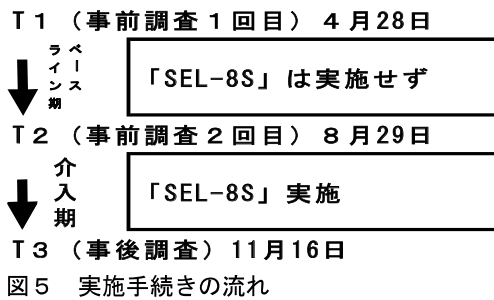 T1（事前調査1回目）4月28日
ベースライン期
「SEL-8S」は実施せず
T2（事前調査2回目）8月29日
介入期
「SEL-8S」実施
T3（事後調査）11月16日
図5　実施手続きの流れ